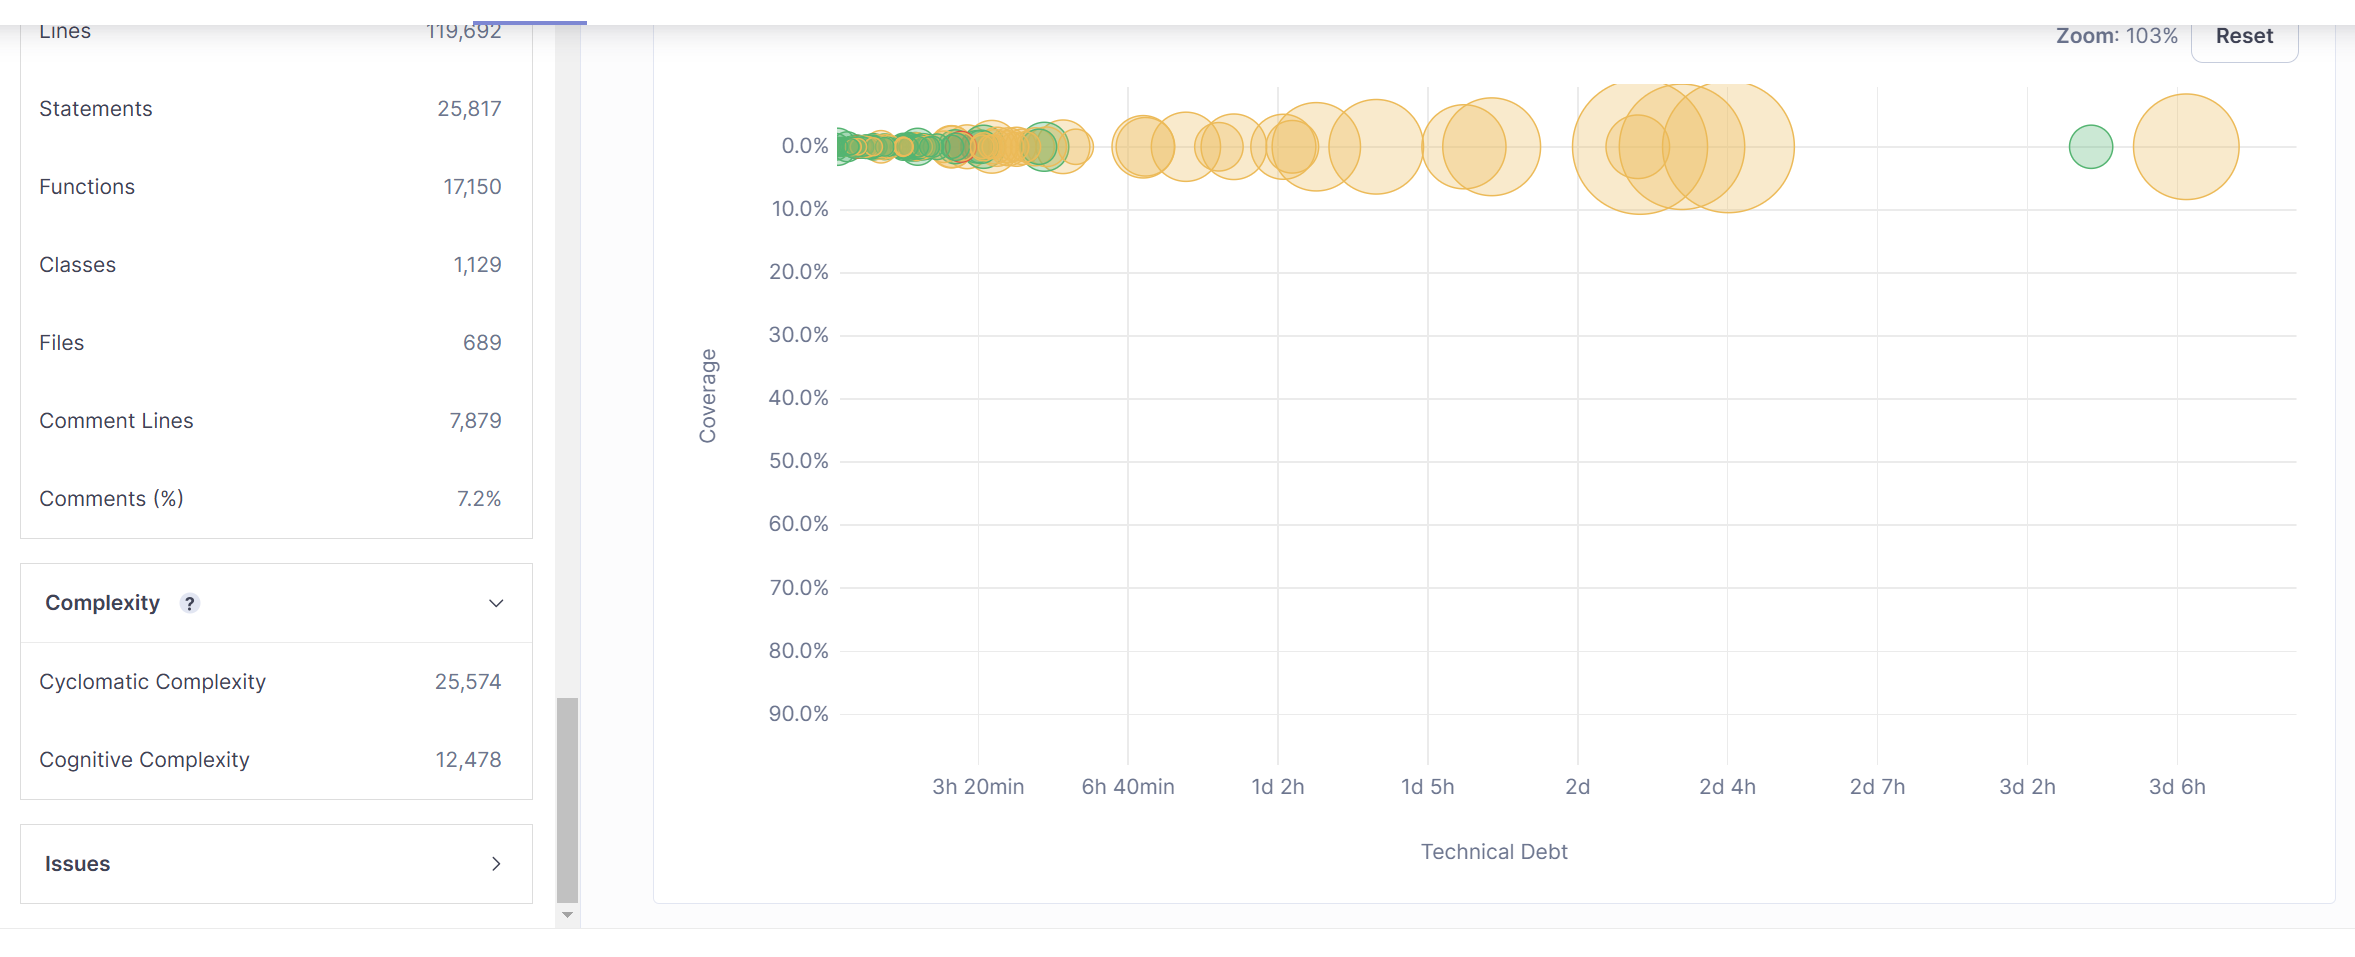 Lines 119,692
Statements 25,817
Functions 17,150
Classes 1,129
Files 689
Comment Lines 7,879
Comments (%) 7.2%
Complexity ?
Cyclomatic Complexity 25,574
Cognitive Complexity 12,478
Issues
Zoom: 103% Reset
Coverage
0.0%
10.0%
20.0%
30.0%
40.0%
50.0%
60.0%
70.0%
80.0%
90.0%
3h 20min 6h 40min 1d 2h 1d 5h 2d 2d 4h 2d 7h 3d 2h 3d 6h
Technical Debt